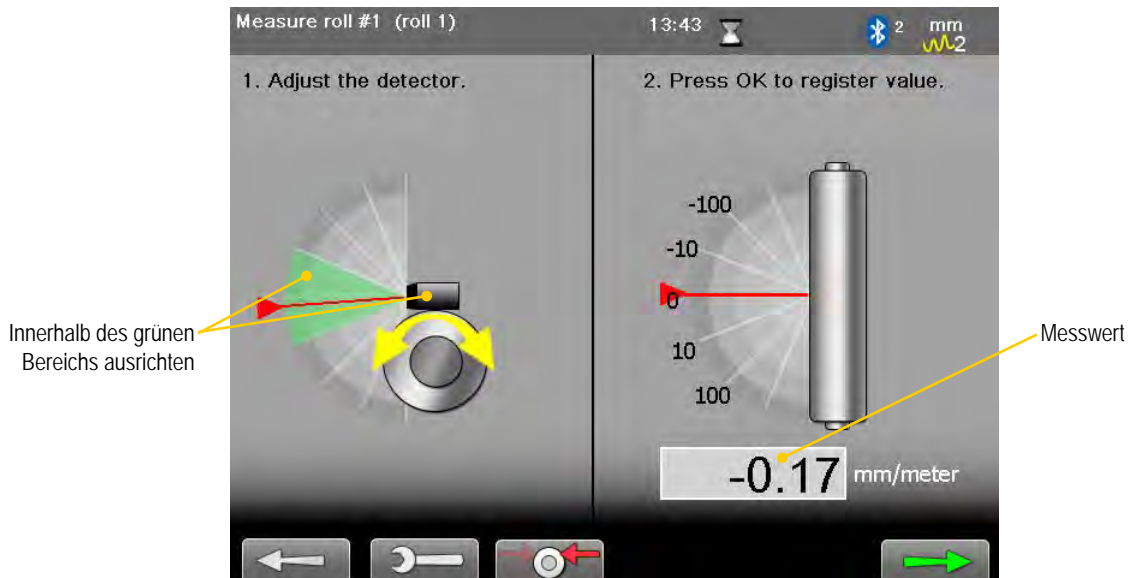 Measure roll #1 (roll 1)
13:43
2
mm
2
1. Adjust the detector.
2. Press OK to register value.
-100
-10
0
10
100
Innerhalb des grünen
Bereichs ausrichten
Messwert
-0.17 mm/meter